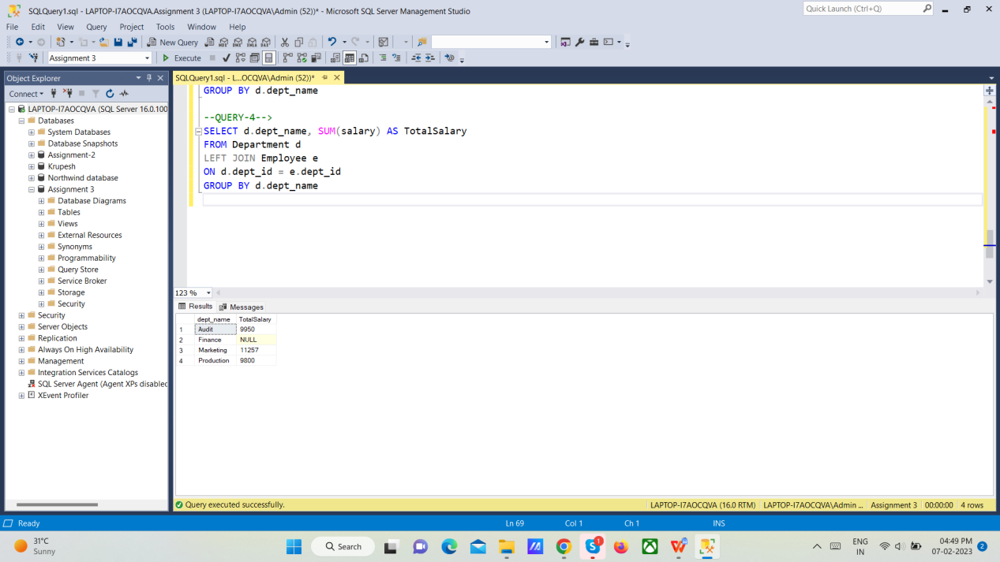 SQLQuery1.sql - LAPTOP-I7AOCQVA.Assignment 3 (LAPTOP-I7AOCQVA\Admin (52))* - Microsoft SQL Server Management Studio
Quick Launch (Ctrl+Q)
File Edit View Query Project Tools Window Help
New Query
Assignment 3
Execute
Object Explorer
Connect
LAPTOP-I7AOCQVA (SQL Server 16.0.100
Databases
System Databases
Database Snapshots
Assignment-2
Krupesh
Northwind database
Assignment 3
Database Diagrams
Tables
Views
External Resources
Synonyms
Programmability
Query Store
Service Broker
Storage
Security
Security
Server Objects
Replication
Always On High Availability
Management
Integration Services Catalogs
SQL Server Agent (Agent XPs disabled
XEvent Profiler
SQLQuery1.sql - L...OCQVA\Admin (52))*
GROUP BY d.dept_name
--QUERY-4-->
SELECT d.dept_name, SUM(salary) AS TotalSalary
FROM Department d
LEFT JOIN Employee e
ON d.dept_id = e.dept_id
GROUP BY d.dept_name
123 %
Results Messages
dept_name TotalSalary
1 Audit 9950
2 Finance NULL
3 Marketing 11257
4 Production 9800
Query executed successfully.
LAPTOP-I7AOCQVA (16.0 RTM) LAPTOP-I7AOCQVA\Admin ... Assignment 3 00:00:00 4 rows
Ready Ln 69 Col 1 Ch 1 INS
31°C
Sunny
Search
1
ENG
IN
04:49 PM
07-02-2023
2